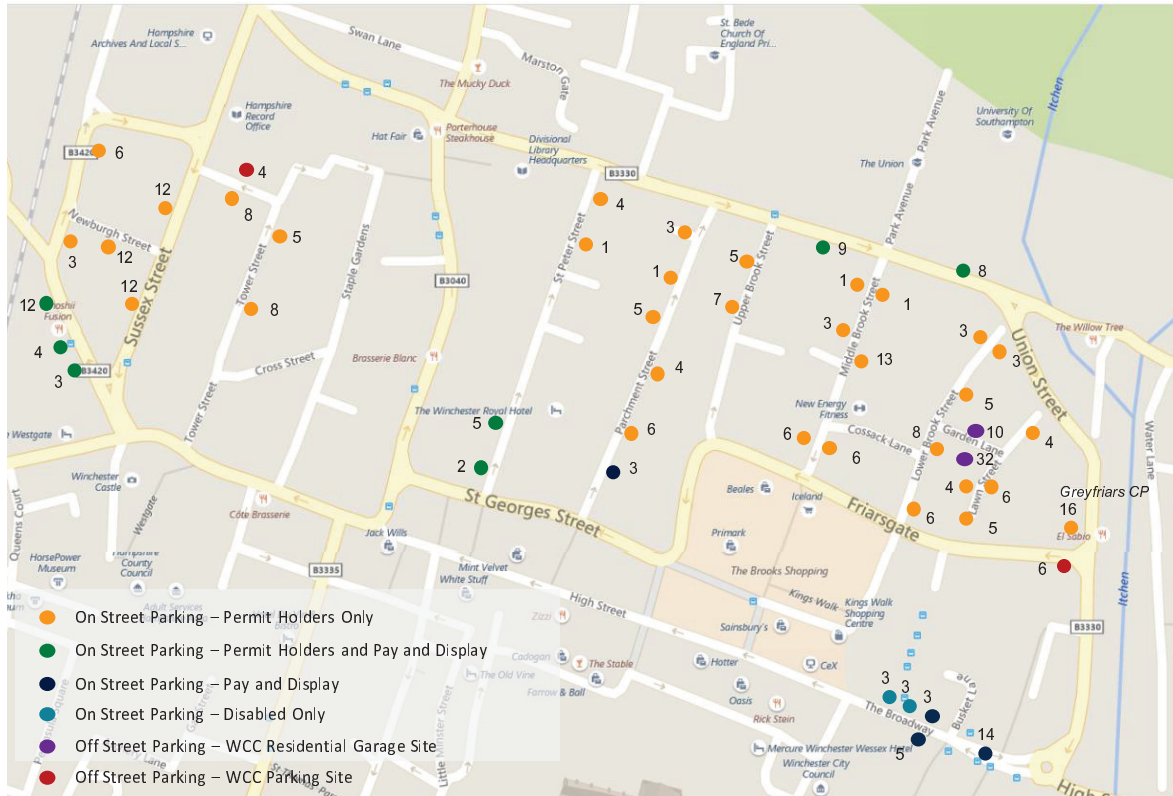 Hampshire
Archives And Local S...
Swan Lane
St. Bede
Church Of
England Pri...
Marston Gate
The Mucky Duck
Itchen
University Of
Southampton
Hampshire
Record
Office
Hat Fair
Porterhouse
Steakhouse
Divisional
Library
Headquarters
Park Avenue
The Union
B3420
6
4
B3330
12
8
4
Park Avenue
Newburgh Street
5
3
1
9
3
12
5
8
St Peter Street
1
1
1
12
Sussex Street
Tower Street
Staple Gardens
B3040
Upper Brook Street
Middle Brook Street
12
Fusion
8
7
5
3
3
The Willow Tree
4
3
B3420
Cross Street
Brasserie Blanc
4
13
3
Union Street
Parchment Street
5
The Winchester Royal Hotel
New Energy
Fitness
Lower Brook Street
Tower Street
5
6
6
Cossack Lane
8
10
Garden Lane
4
Water Lane
Westgate
2
3
6
32
Winchester
Castle
Westgate
Queens Court
Côte Brasserie
St Georges Street
Beales
Iceland
4
6
Lawn Street
Greyfriars CP
16
Friarsgate
6
5
El Sabio
Jack Wills
Primark
HorsePower
Museum
Hampshire
County
Council
B3335
Mint Velvet
White Stuff
The Brooks Shopping
6
Itchen
Adult Services
High Street
Kings Walk
Kings Walk
Shopping
Centre
On Street Parking – Permit Holders Only
Zizzi
Sainsbury's
B3330
On Street Parking – Permit Holders and Pay and Display
Cadogan
The Stable
Hotter
CeX
On Street Parking – Pay and Display
The Old Vine
Farrow & Ball
Oasis
3
3
3
On Street Parking – Disabled Only
Rick Stein
The Broadway
Busket La
Little Minster Street
14
Off Street Parking – WCC Residential Garage Site
Mercure Winchester Wessex Hotel
5
Off Street Parking – WCC Parking Site
Winchester City
Council
High S